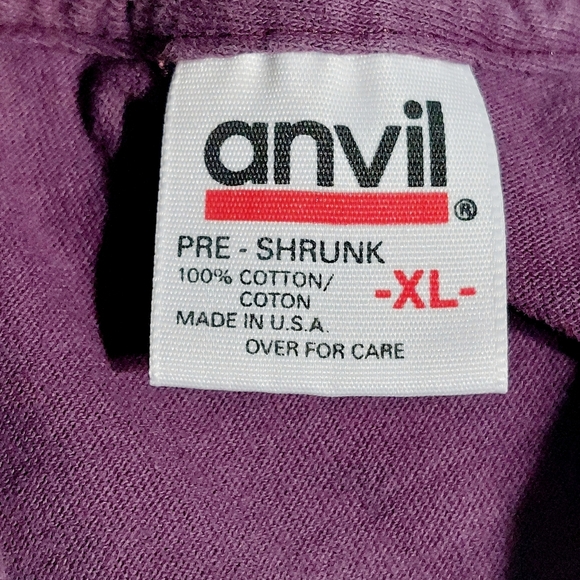 anvil®
PRE - SHRUNK
100% COTTON/
COTON
-XL-
MADE IN U.S.A.
OVER FOR CARE